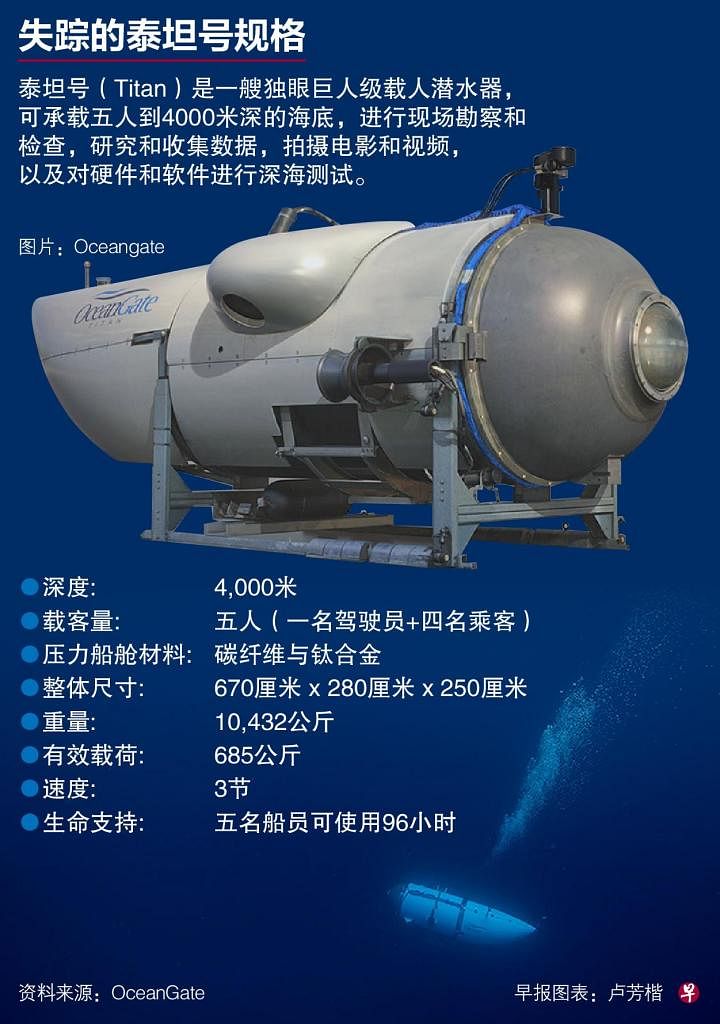 失踪的泰坦号规格
泰坦号（Titan）是一艘独眼巨人级载人潜水器，
可承载五人到4000米深的海底，进行现场勘察和
检查，研究和收集数据，拍摄电影和视频，
以及对硬件和软件进行深海测试。
图片：Oceangate
OceanGate
TITAN
深度: 4,000米
载客量: 五人（一名驾驶员+四名乘客）
压力船舱材料: 碳纤维与钛合金
整体尺寸: 670厘米 x 280厘米 x 250厘米
重量: 10,432公斤
有效载荷: 685公斤
速度: 3节
生命支持: 五名船员可使用96小时
资料来源：OceanGate
早报图表：卢芳楷 早